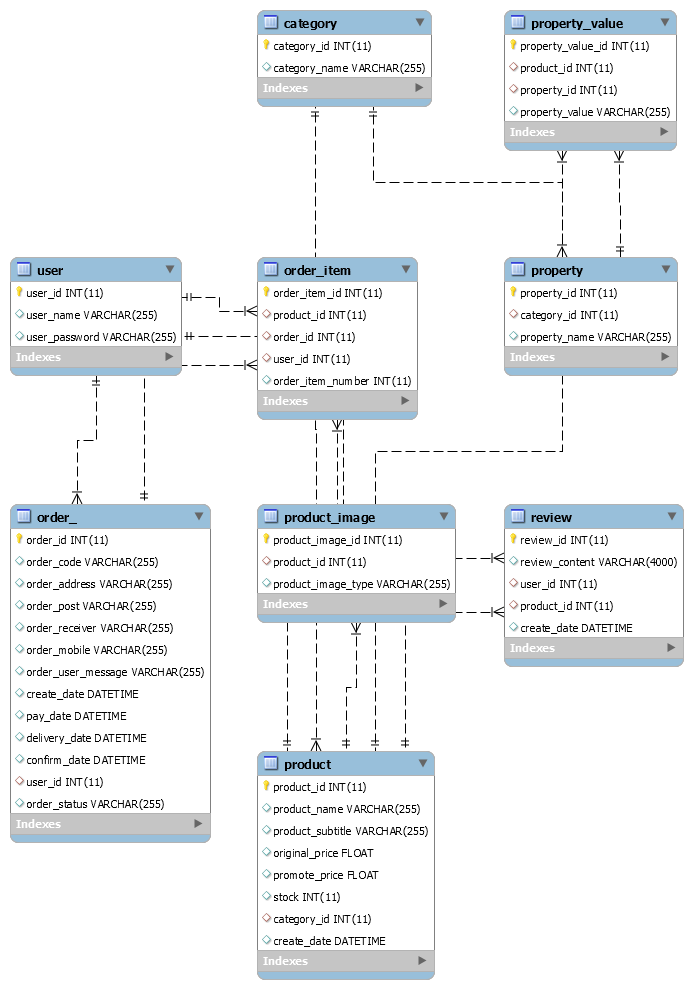 category
category_id INT(11)
category_name VARCHAR(255)
Indexes
property_value
property_value_id INT(11)
product_id INT(11)
property_id INT(11)
property_value VARCHAR(255)
Indexes
user
user_id INT(11)
user_name VARCHAR(255)
user_password VARCHAR(255)
Indexes
order_item
order_item_id INT(11)
product_id INT(11)
order_id INT(11)
user_id INT(11)
order_item_number INT(11)
Indexes
property
property_id INT(11)
category_id INT(11)
property_name VARCHAR(255)
Indexes
order_
order_id INT(11)
order_code VARCHAR(255)
order_address VARCHAR(255)
order_post VARCHAR(255)
order_receiver VARCHAR(255)
order_mobile VARCHAR(255)
order_user_message VARCHAR(255)
create_date DATETIME
pay_date DATETIME
delivery_date DATETIME
confirm_date DATETIME
user_id INT(11)
order_status VARCHAR(255)
Indexes
product_image
product_image_id INT(11)
product_id INT(11)
product_image_type VARCHAR(255)
Indexes
review
review_id INT(11)
review_content VARCHAR(4000)
user_id INT(11)
product_id INT(11)
create_date DATETIME
Indexes
product
product_id INT(11)
product_name VARCHAR(255)
product_subtitle VARCHAR(255)
original_price FLOAT
promote_price FLOAT
stock INT(11)
category_id INT(11)
create_date DATETIME
Indexes